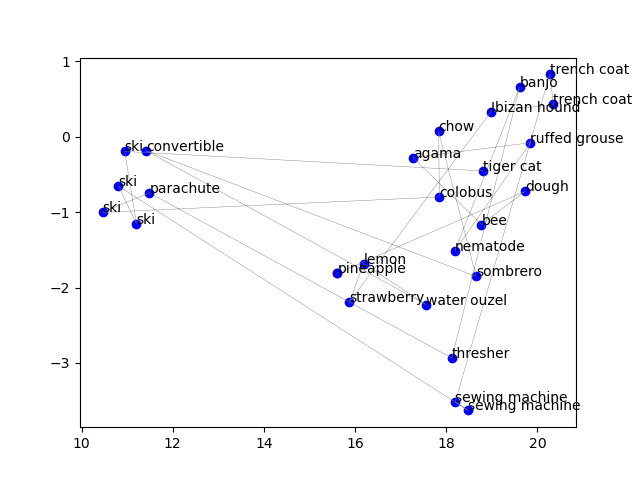 1
trench coat
banjo
trench coat
Ibizan hound
chow
0
ruffed grouse
ski
convertible
agama
tiger cat
ski
parachute
dough
colobus
−1
ski
ski
bee
nematode
lemon
pineapple
sombrero
−2
strawberry
water ouzel
thresher
−3
sewing machine
sewing machine
10
12
14
16
18
20